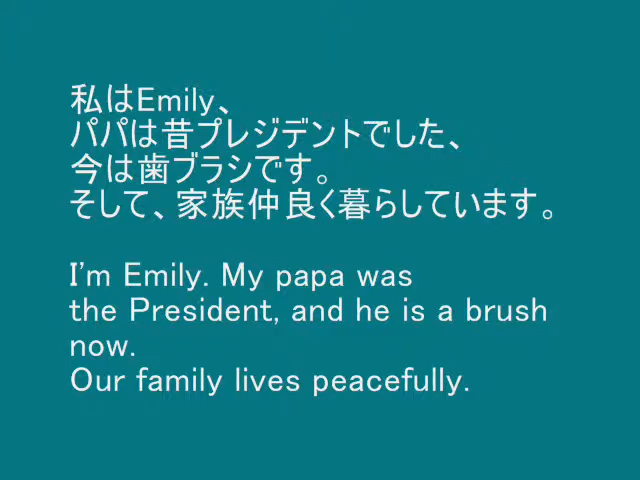 私はEmily、
パパは昔プレジデントでした、
今は歯ブラシです。
そして、家族仲良く暮らしています。
I'm Emily. My papa was
the President, and he is a brush
now.
Our family lives peacefully.